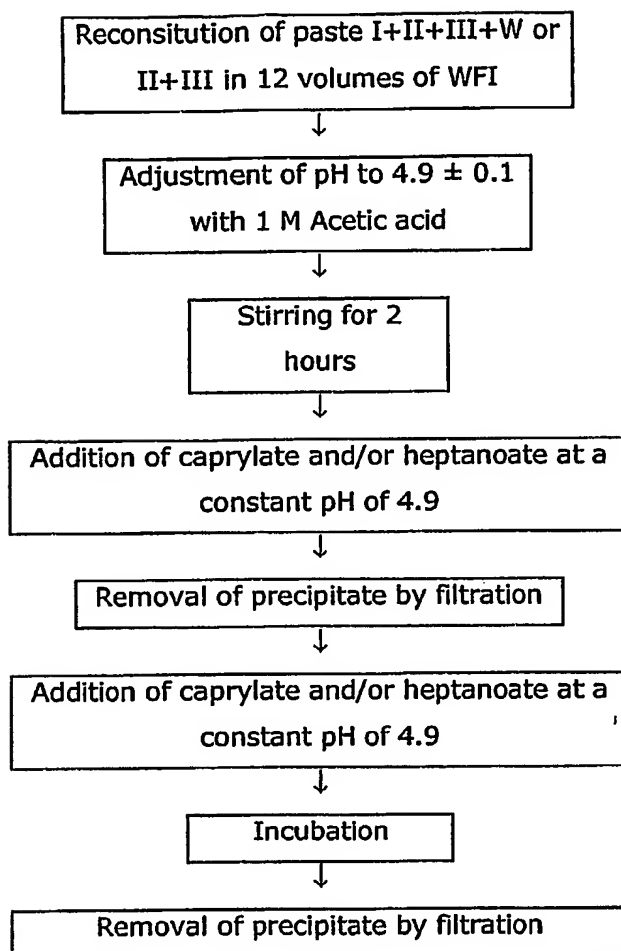 Reconsitution of paste I+II+III+W or
II+III in 12 volumes of WFI
↓
Adjustment of pH to 4.9 ± 0.1
with 1 M Acetic acid
↓
Stirring for 2
hours
↓
Addition of caprylate and/or heptanoate at a
constant pH of 4.9
↓
Removal of precipitate by filtration
↓
Addition of caprylate and/or heptanoate at a
constant pH of 4.9
↓
Incubation
↓
Removal of precipitate by filtration